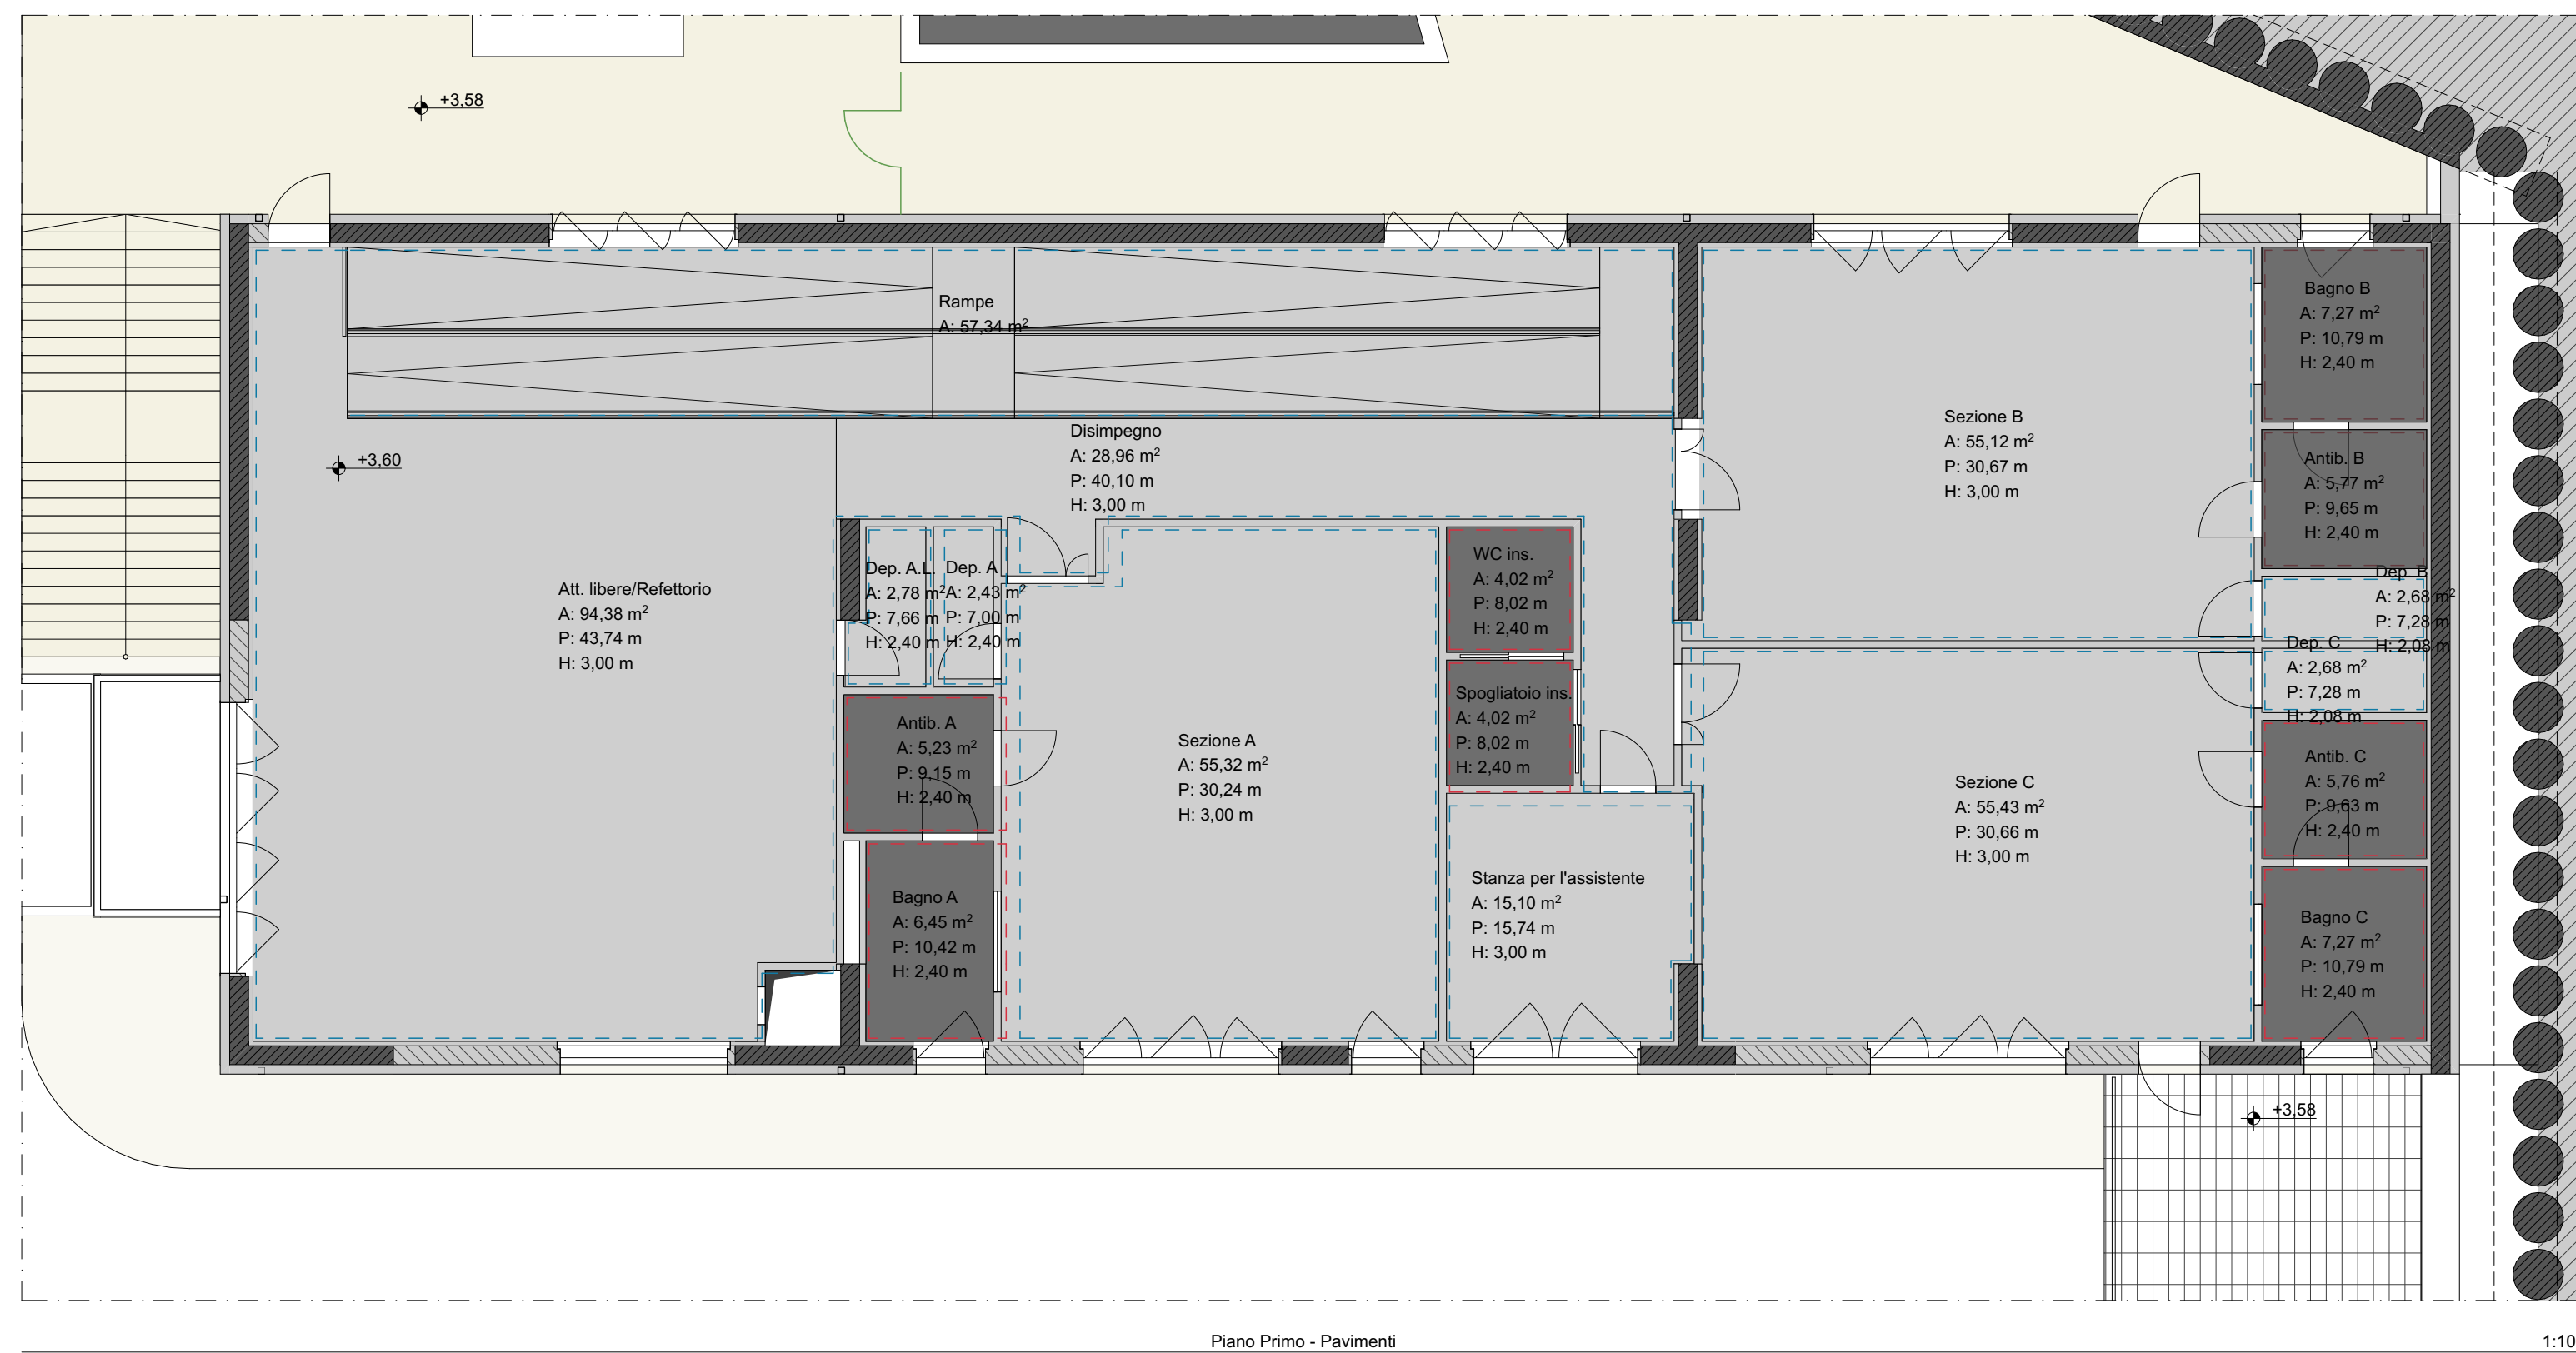 +3,58
Rampe
A: 57,34 m²
Bagno B
A: 7,27 m²
P: 10,79 m
H: 2,40 m
Disimpegno
A: 28,96 m²
P: 40,10 m
H: 3,00 m
Sezione B
A: 55,12 m²
P: 30,67 m
H: 3,00 m
+3,60
Antib. B
A: 5,77 m²
P: 9,65 m
H: 2,40 m
Att. libere/Refettorio
A: 94,38 m²
P: 43,74 m
H: 3,00 m
Dep. A.L.
A: 2,78 m²
P: 7,66 m
H: 2,40 m
Dep. A
A: 2,43 m²
P: 7,00 m
H: 2,40 m
WC ins.
A: 4,02 m²
P: 8,02 m
H: 2,40 m
Dep. B
A: 2,68 m²
P: 7,28 m
H: 2,08 m
Dep. C
A: 2,68 m²
P: 7,28 m
H: 2,08 m
Spogliatoio ins.
A: 4,02 m²
P: 8,02 m
H: 2,40 m
Antib. A
A: 5,23 m²
P: 9,15 m
H: 2,40 m
Sezione A
A: 55,32 m²
P: 30,24 m
H: 3,00 m
Sezione C
A: 55,43 m²
P: 30,66 m
H: 3,00 m
Antib. C
A: 5,76 m²
P: 9,63 m
H: 2,40 m
Bagno A
A: 6,45 m²
P: 10,42 m
H: 2,40 m
Stanza per l'assistente
A: 15,10 m²
P: 15,74 m
H: 3,00 m
Bagno C
A: 7,27 m²
P: 10,79 m
H: 2,40 m
+3,58
Piano Primo - Pavimenti
1:10